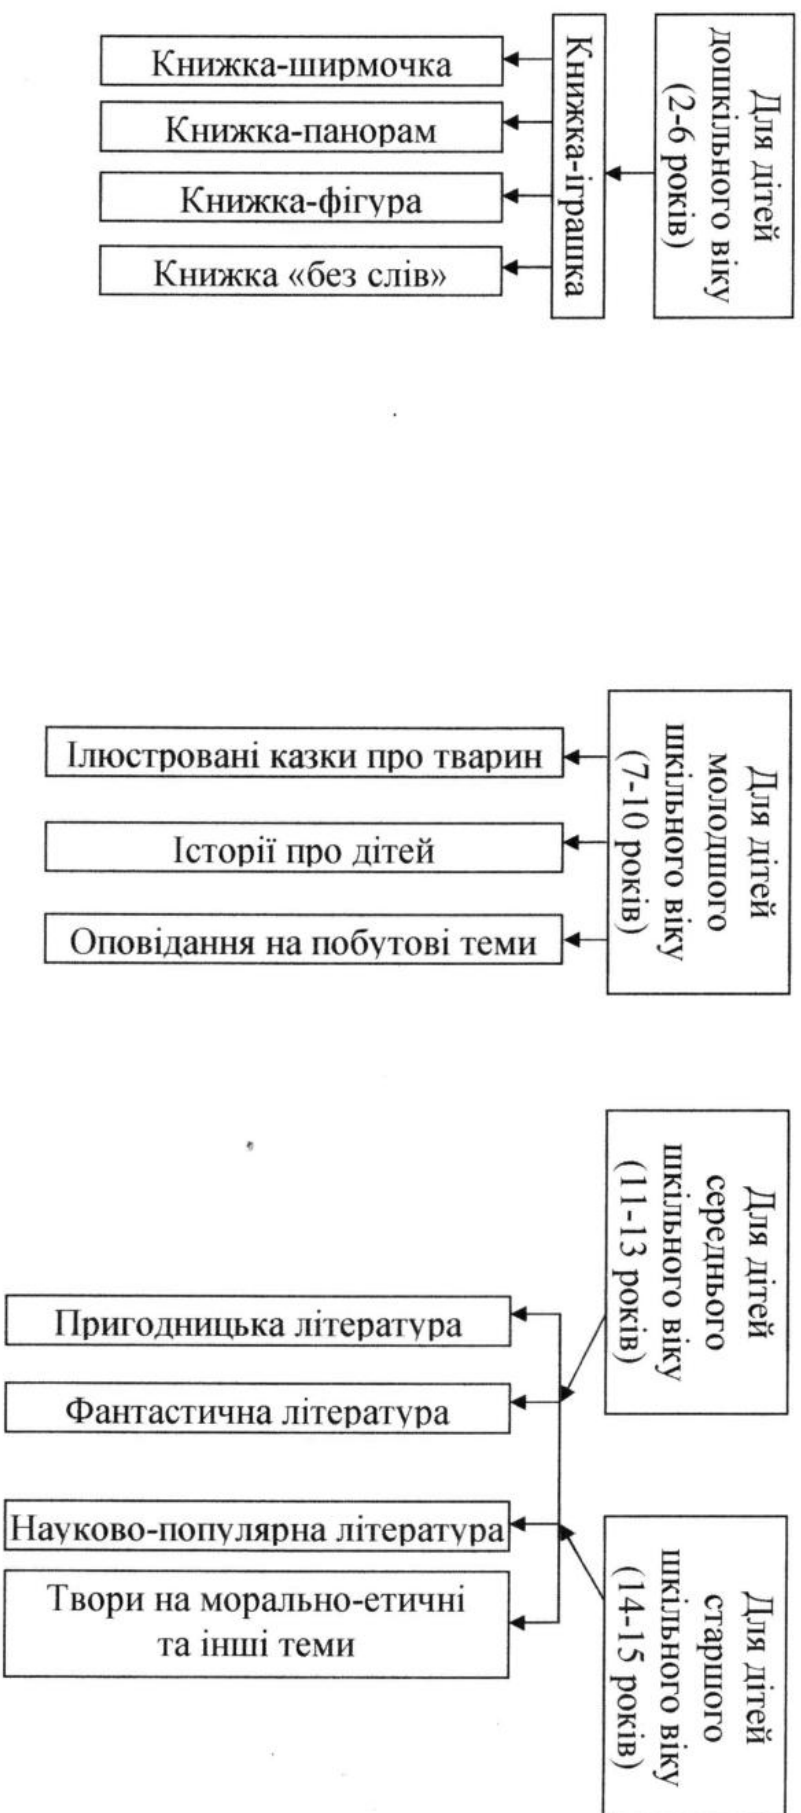 Для дітей
дошкільного віку
(2-6 років)
Книжка-іграшка
Книжка-ширмочка
Книжка-панорам
Книжка-фігура
Книжка «без слів»
Для дітей
молодшого
шкільного віку
(7-10 років)
Ілюстровані казки про тварин
Історії про дітей
Оповідання на побутові теми
Для дітей
середнього
шкільного віку
(11-13 років)
Для дітей
старшого
шкільного віку
(14-15 років)
Пригодницька література
Фантастична література
Науково-популярна література
Твори на морально-етичні
та інші теми